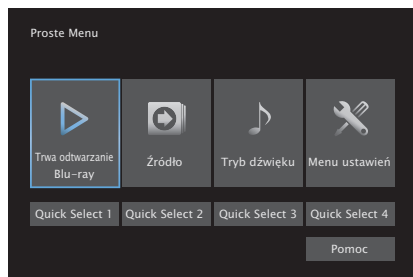 Proste Menu
Trwa odtwarzanie
Blu-ray
Źródło
Tryb dźwięku
Menu ustawień
Quick Select 1
Quick Select 2
Quick Select 3
Quick Select 4
Pomoc